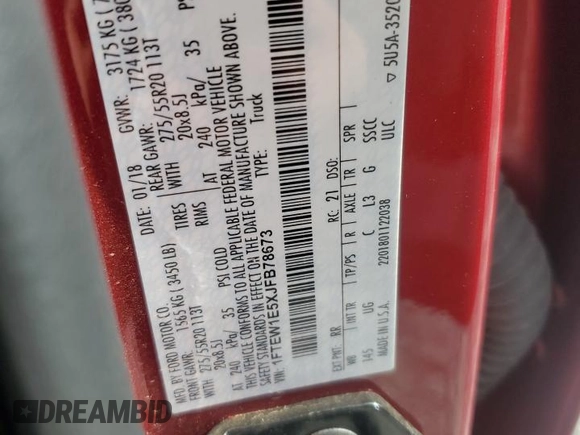 MFD. BY FORD MOTOR CO.
DATE: 01/18 GVWR: 3175 KG
FRONT GAWR: 1565 KG ( 3450 LB) REAR GAWR: 1724 KG
275/55R20 113T TIRES WITH 275/55R20 113T
20x8.5J RIMS 20x8.5J
AT 240 kPa/ 35 PSI COLD AT 240 kPa/ 35
THIS VEHICLE CONFORMS TO ALL APPLICABLE FEDERAL MOTOR VEHICLE
SAFETY STANDARDS IN EFFECT ON THE DATE OF MANUFACTURE SHOWN ABOVE.
VIN: 1FTEW1E5XJFB78673 TYPE: Truck
EXT PNT: RR RC: 21 DSO:
WB INT TR TP/PS R AXLE TR SPR
145 UG C L3 G SSCC
MADE IN U.S.A. 2201801122038 ULC
5U5A-3520
DREAMBID